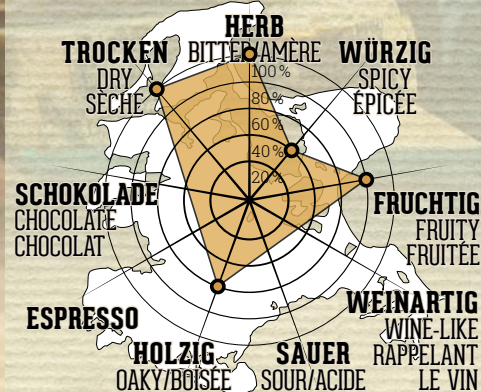 HERB
BITTER/AMÈRE
TROCKEN
DRY
SÈCHE
WÜRZIG
SPICY
ÉPICÉE
100%
80%
60%
40%
20%
SCHOKOLADE
CHOCOLATE
CHOCOLAT
FRUCHTIG
FRUITY
FRUITÉE
ESPRESSO
WEINARTIG
WINE-LIKE
RAPPELANT
LE VIN
HOLZIG
OAKY/BOISÉE
SAUER
SOUR/ACIDE